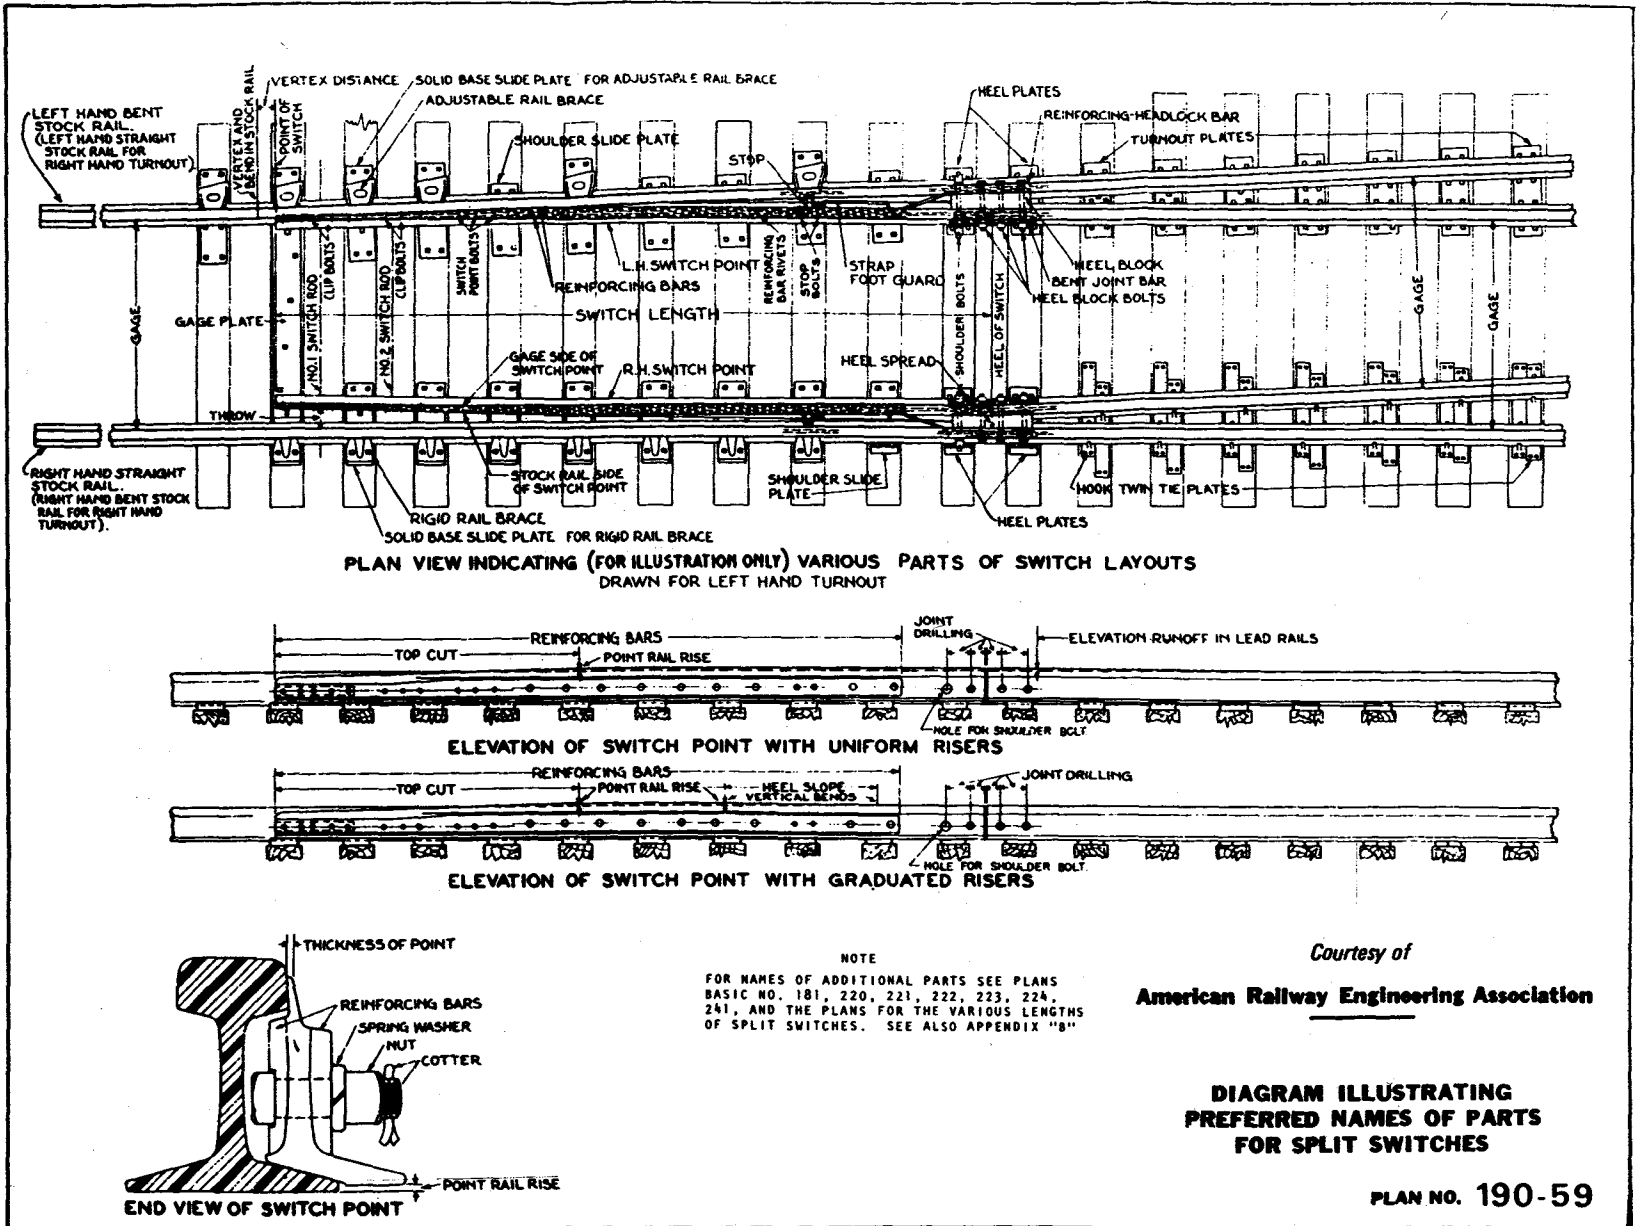 VERTEX DISTANCE
SOLID BASE SLIDE PLATE FOR ADJUSTABLE RAIL BRACE
ADJUSTABLE RAIL BRACE
VERTEX AND
BEND IN STOCK RAIL
POINT OF
SWITCH
LEFT HAND BENT
STOCK RAIL.
(LEFT HAND STRAIGHT
STOCK RAIL FOR
RIGHT HAND TURNOUT)
SHOULDER SLIDE PLATE
STOP
HEEL PLATES
REINFORCING-HEADLOCK BAR
TURNOUT PLATES
GAGE
GAGE PLATE
NO.1 SWITCH ROD
CLIP BOLTS
NO.2 SWITCH ROD
CLIP BOLTS
SWITCH
POINT BOLTS
L.H. SWITCH POINT
REINFORCING BARS
REINFORCING
BAR RIVETS
STOP
BOLTS
STRAP
FOOT GUARD
SHOULDER BOLTS
HEEL OF SWITCH
HEEL BLOCK
BENT JOINT BAR
HEEL BLOCK BOLTS
GAGE
GAGE
SWITCH LENGTH
GAGE SIDE OF
SWITCH POINT
R.H. SWITCH POINT
HEEL SPREAD
THROW
RIGHT HAND STRAIGHT
STOCK RAIL.
(RIGHT HAND BENT STOCK
RAIL FOR RIGHT HAND
TURNOUT).
STOCK RAIL SIDE
OF SWITCH POINT
SHOULDER SLIDE
PLATE
HOOK TWIN TIE PLATES
RIGID RAIL BRACE
HEEL PLATES
SOLID BASE SLIDE PLATE FOR RIGID RAIL BRACE
PLAN VIEW INDICATING (FOR ILLUSTRATION ONLY) VARIOUS PARTS OF SWITCH LAYOUTS
DRAWN FOR LEFT HAND TURNOUT
REINFORCING BARS
TOP CUT
POINT RAIL RISE
JOINT
DRILLING
ELEVATION RUNOFF IN LEAD RAILS
HOLE FOR SHOULDER BOLT
ELEVATION OF SWITCH POINT WITH UNIFORM RISERS
REINFORCING BARS
TOP CUT
POINT RAIL RISE
HEEL SLOPE
VERTICAL BENDS
JOINT DRILLING
HOLE FOR SHOULDER BOLT
ELEVATION OF SWITCH POINT WITH GRADUATED RISERS
THICKNESS OF POINT
REINFORCING BARS
SPRING WASHER
NUT
COTTER
POINT RAIL RISE
END VIEW OF SWITCH POINT
NOTE
FOR NAMES OF ADDITIONAL PARTS SEE PLANS
BASIC NO. 181, 220, 221, 222, 223, 224,
241, AND THE PLANS FOR THE VARIOUS LENGTHS
OF SPLIT SWITCHES. SEE ALSO APPENDIX "B"
Courtesy of
American Railway Engineering Association
DIAGRAM ILLUSTRATING
PREFERRED NAMES OF PARTS
FOR SPLIT SWITCHES
PLAN NO. 190-59